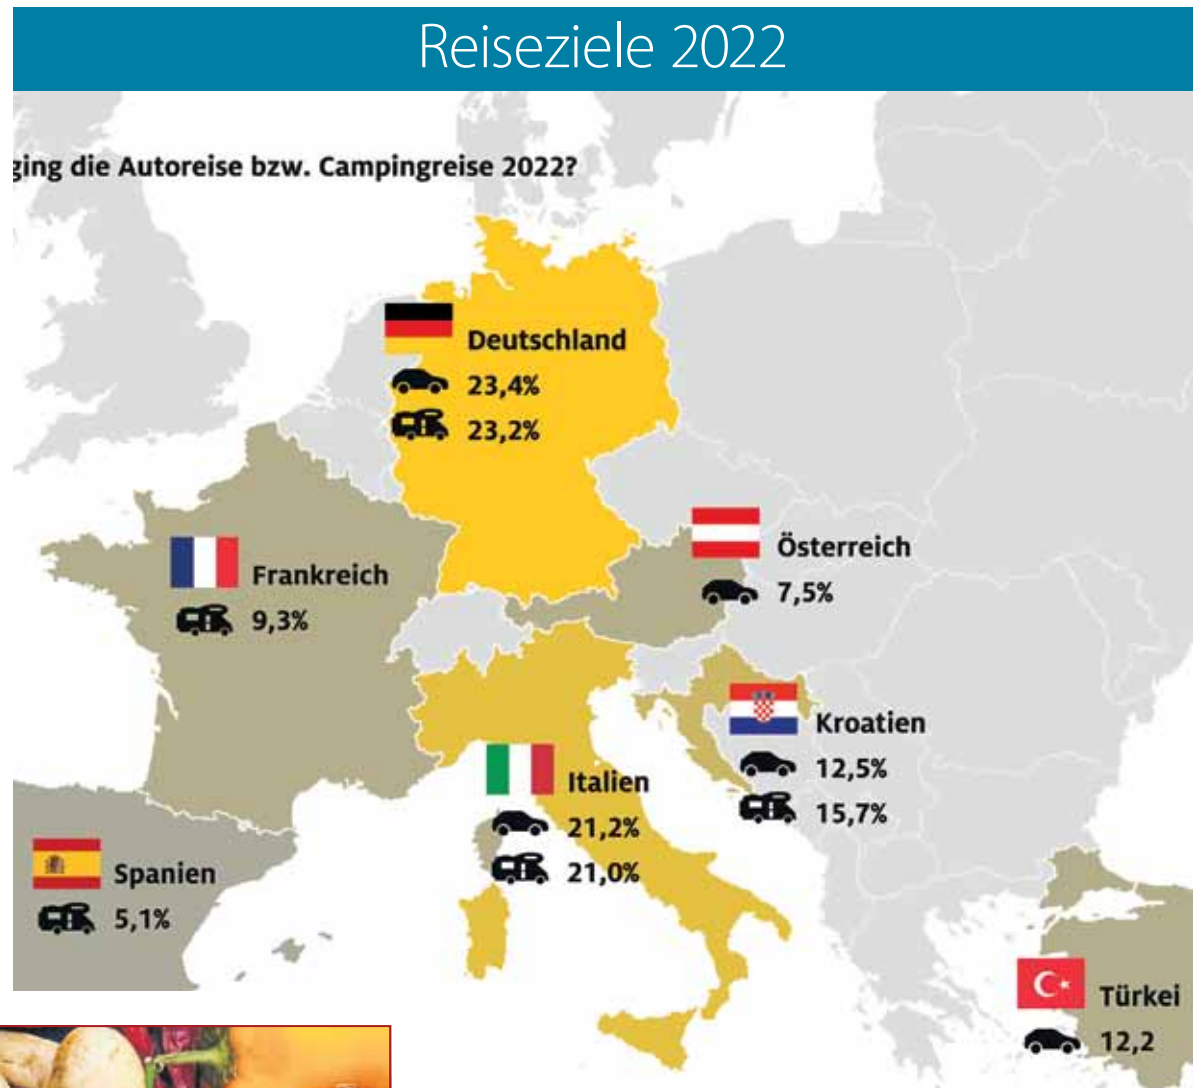 Reiseziele 2022
ging die Autoreise bzw. Campingreise 2022?
Deutschland
23,4%
23,2%
Österreich
7,5%
Frankreich
9,3%
Kroatien
12,5%
15,7%
Italien
21,2%
21,0%
Spanien
5,1%
Türkei
12,2